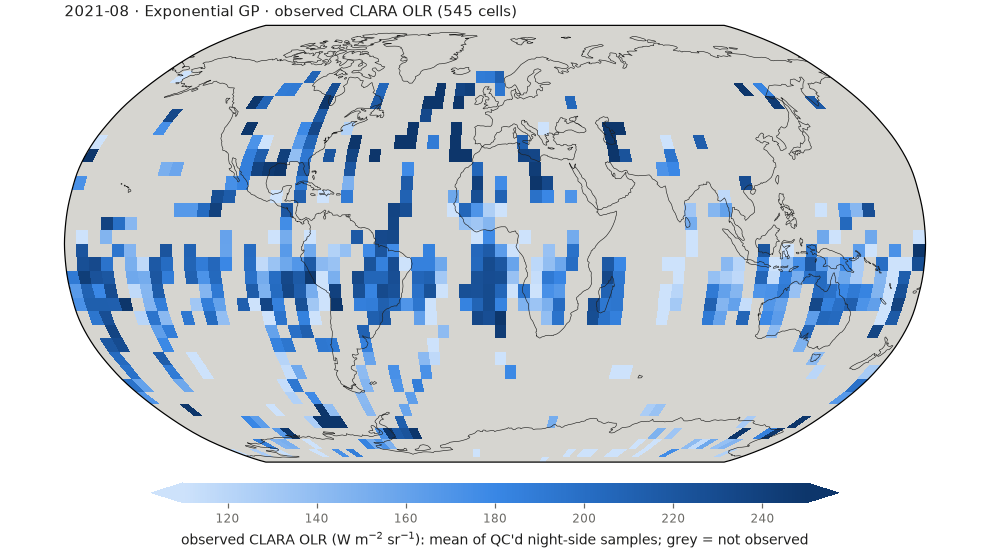 2021-08 · Exponential GP · observed CLARA OLR (545 cells)
120 140 160 180 200 220 240
observed CLARA OLR (W m⁻² sr⁻¹): mean of QC'd night-side samples; grey = not observed